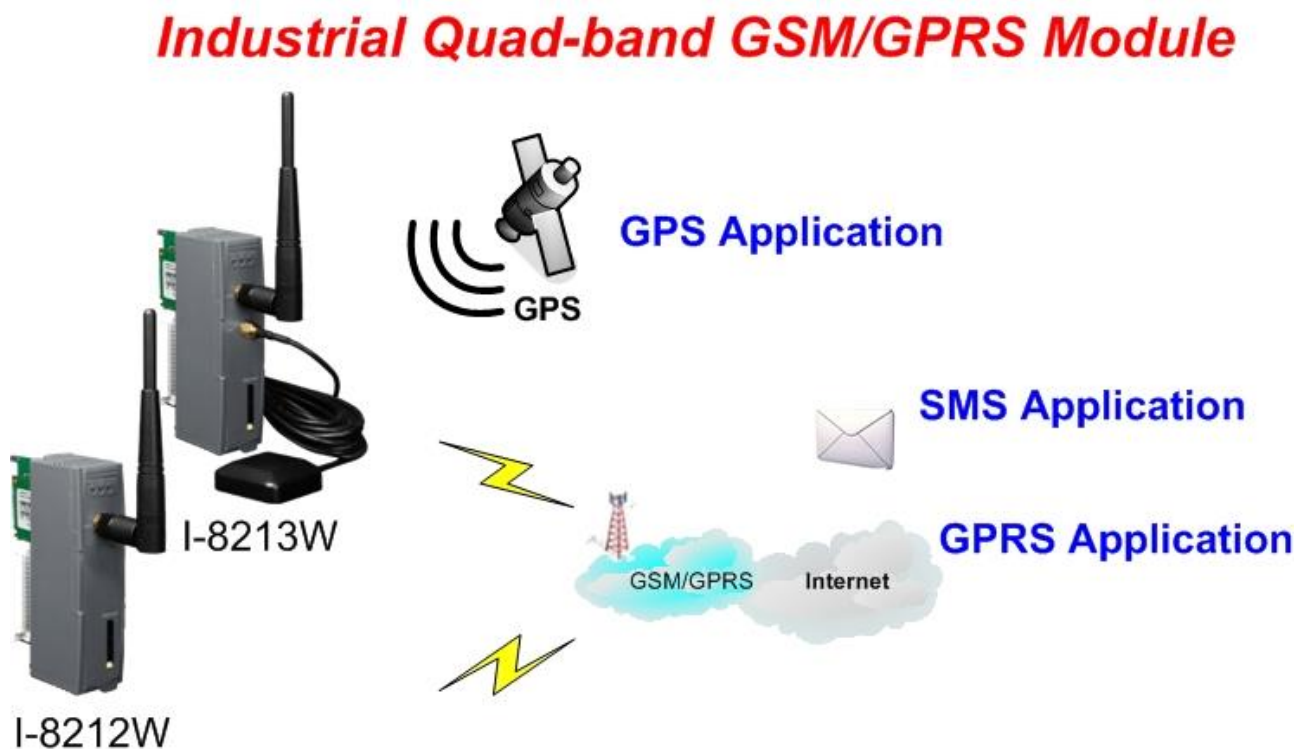 Industrial Quad-band GSM/GPRS Module
GPS Application
GPS
SMS Application
I-8213W
GPRS Application
GSM/GPRS
Internet
I-8212W